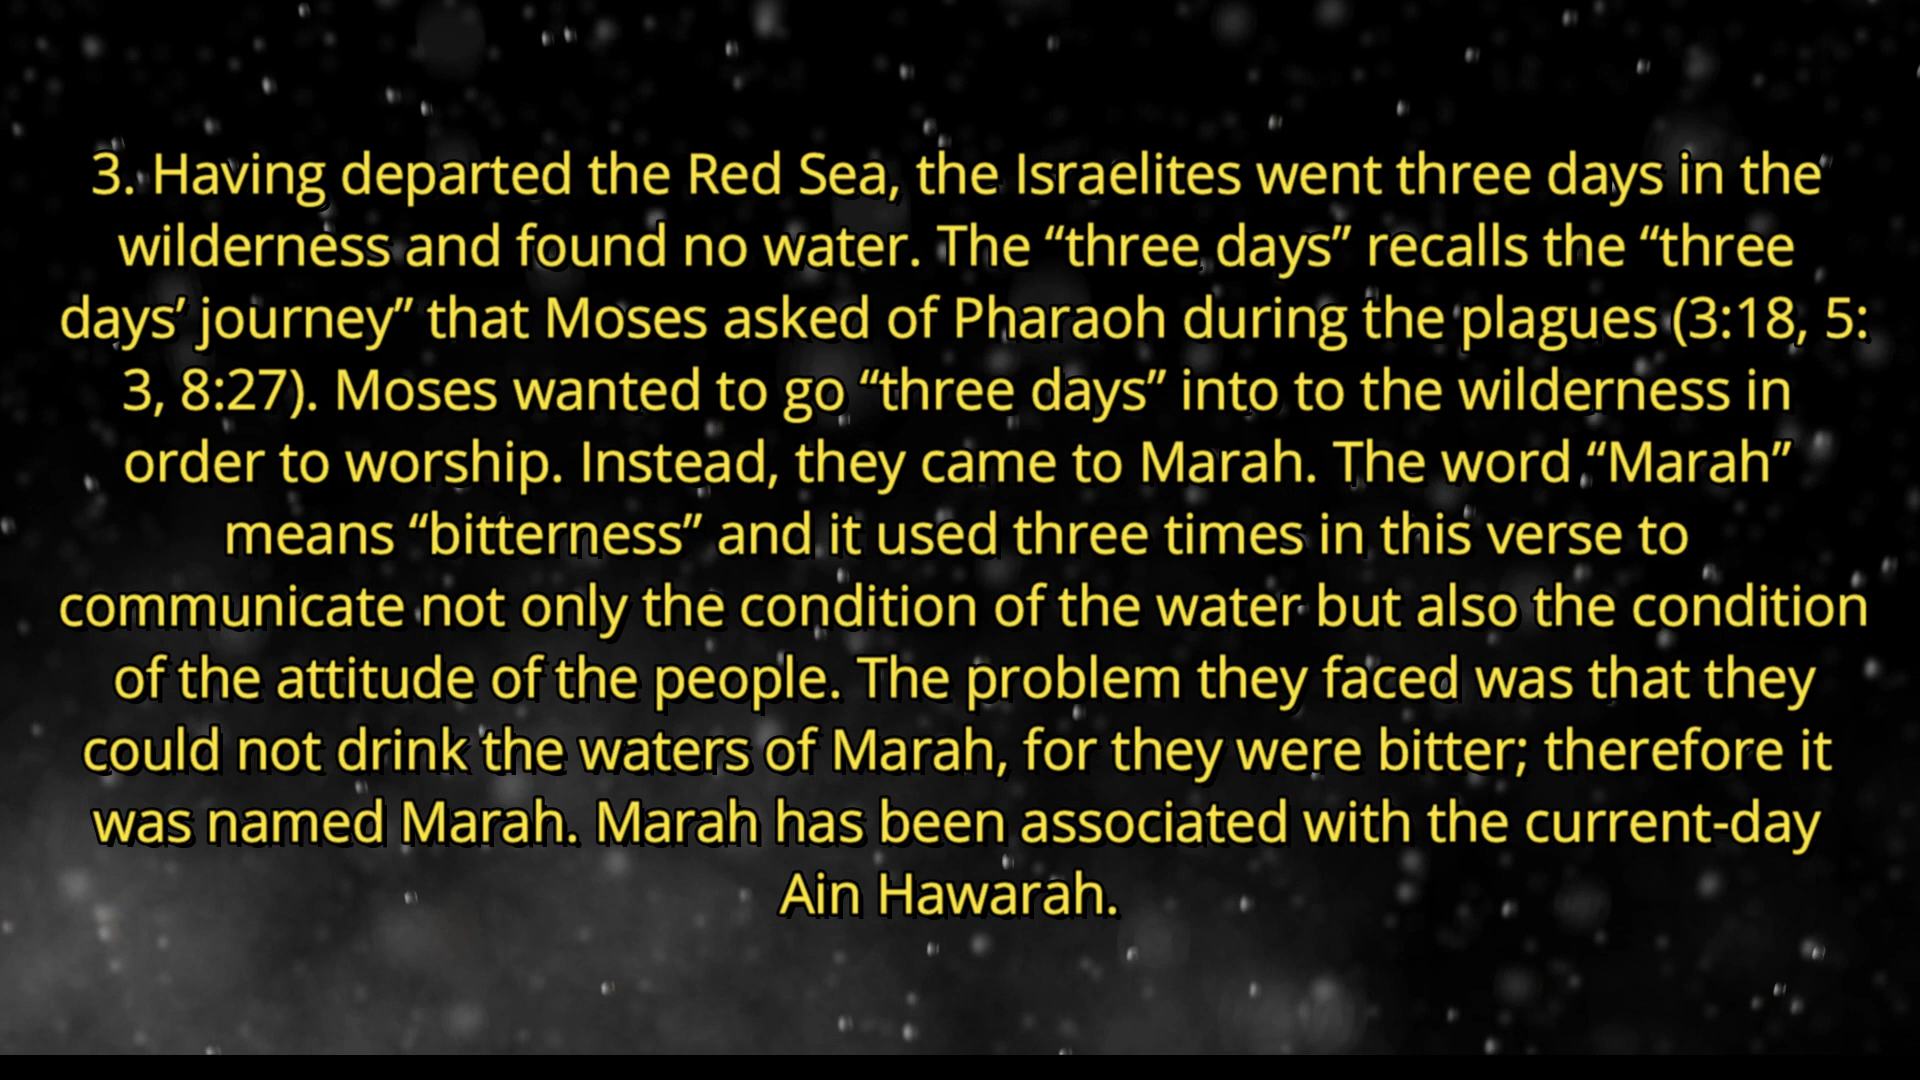 3. Having departed the Red Sea, the Israelites went three days in the
wilderness and found no water. The “three days” recalls the “three
days’ journey” that Moses asked of Pharaoh during the plagues (3:18, 5:
3, 8:27). Moses wanted to go “three days” into to the wilderness in
order to worship. Instead, they came to Marah. The word “Marah”
means “bitterness” and it used three times in this verse to
communicate not only the condition of the water but also the condition
of the attitude of the people. The problem they faced was that they
could not drink the waters of Marah, for they were bitter; therefore it
was named Marah. Marah has been associated with the current-day
Ain Hawarah.